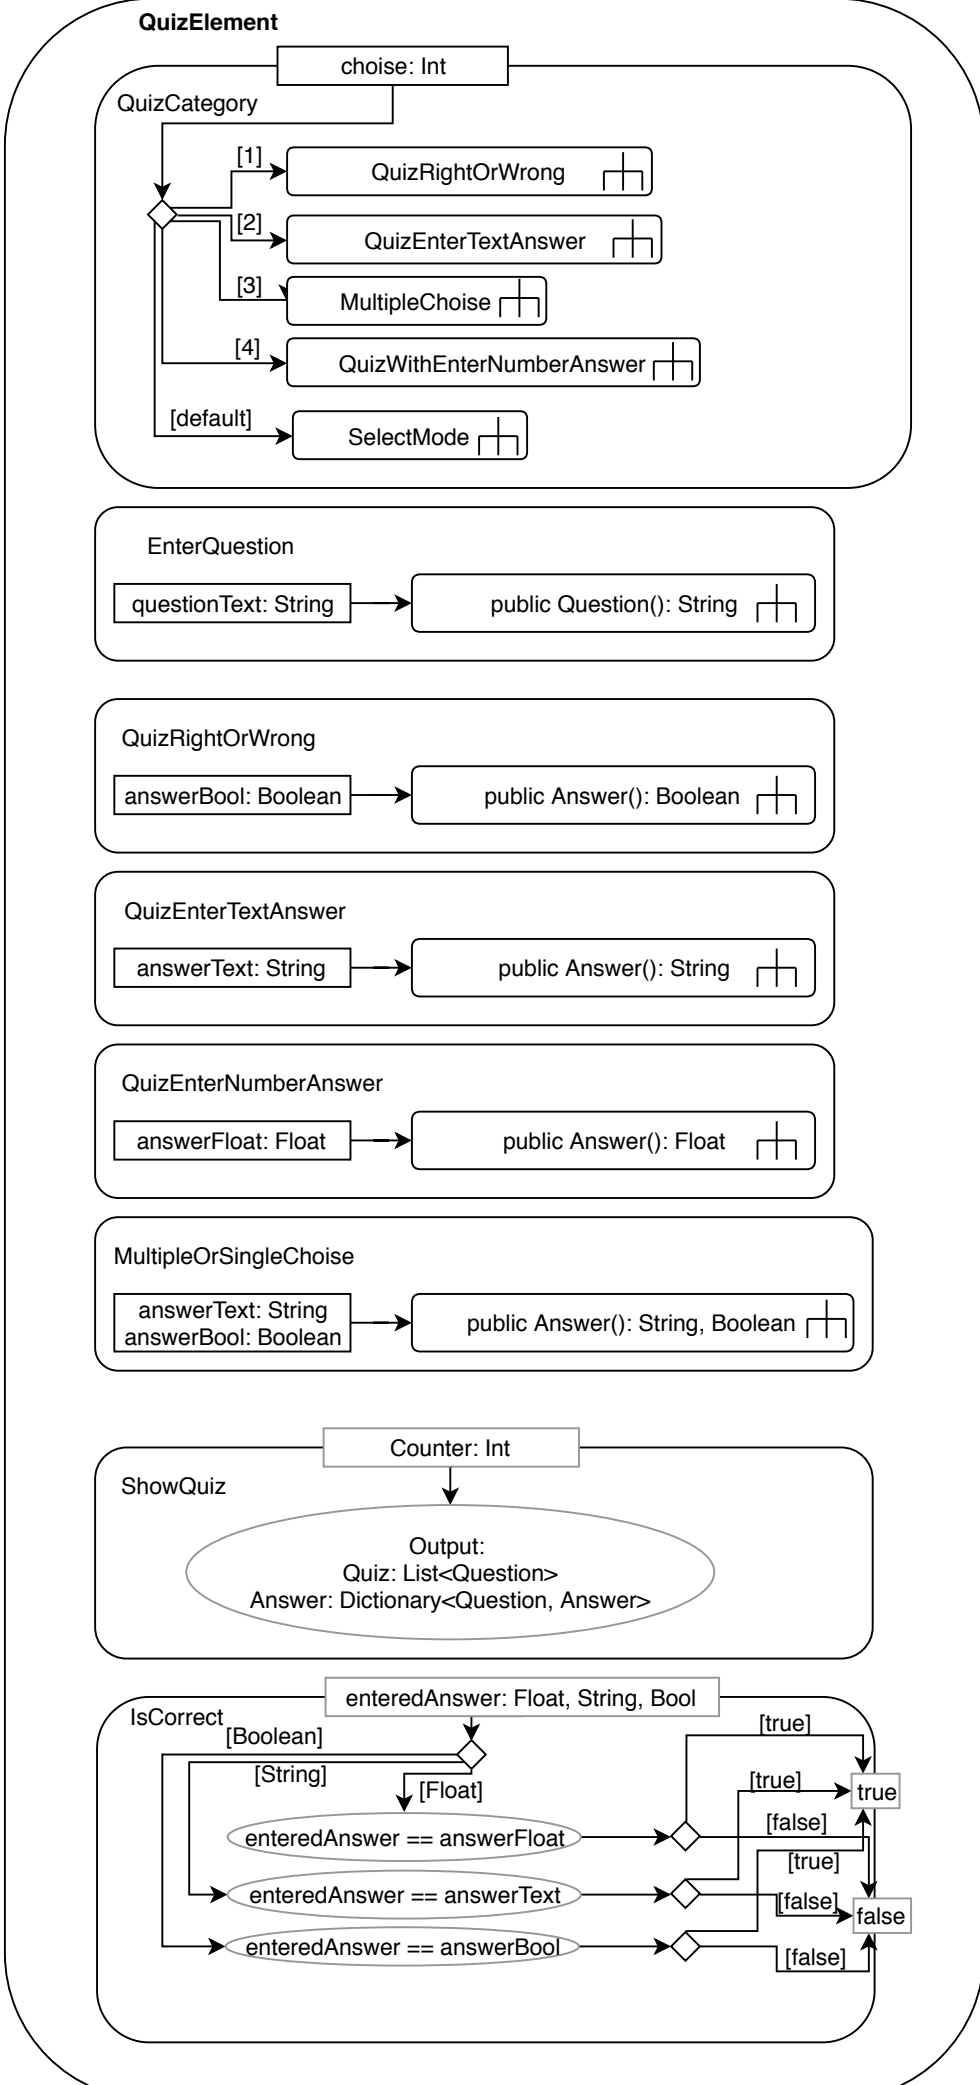 QuizElement
choise: Int
QuizCategory
[1]
QuizRightOrWrong
[2]
QuizEnterTextAnswer
[3]
MultipleChoise
[4]
QuizWithEnterNumberAnswer
[default]
SelectMode
EnterQuestion
questionText: String
public Question(): String
QuizRightOrWrong
answerBool: Boolean
public Answer(): Boolean
QuizEnterTextAnswer
answerText: String
public Answer(): String
QuizEnterNumberAnswer
answerFloat: Float
public Answer(): Float
MultipleOrSingleChoise
answerText: String
answerBool: Boolean
public Answer(): String, Boolean
Counter: Int
ShowQuiz
Output:
Quiz: List<Question>
Answer: Dictionary<Question, Answer>
enteredAnswer: Float, String, Bool
IsCorrect
[Boolean]
[String]
[Float]
[true]
[true]
true
enteredAnswer == answerFloat
[false]
[true]
enteredAnswer == answerText
[false]
false
enteredAnswer == answerBool
[false]